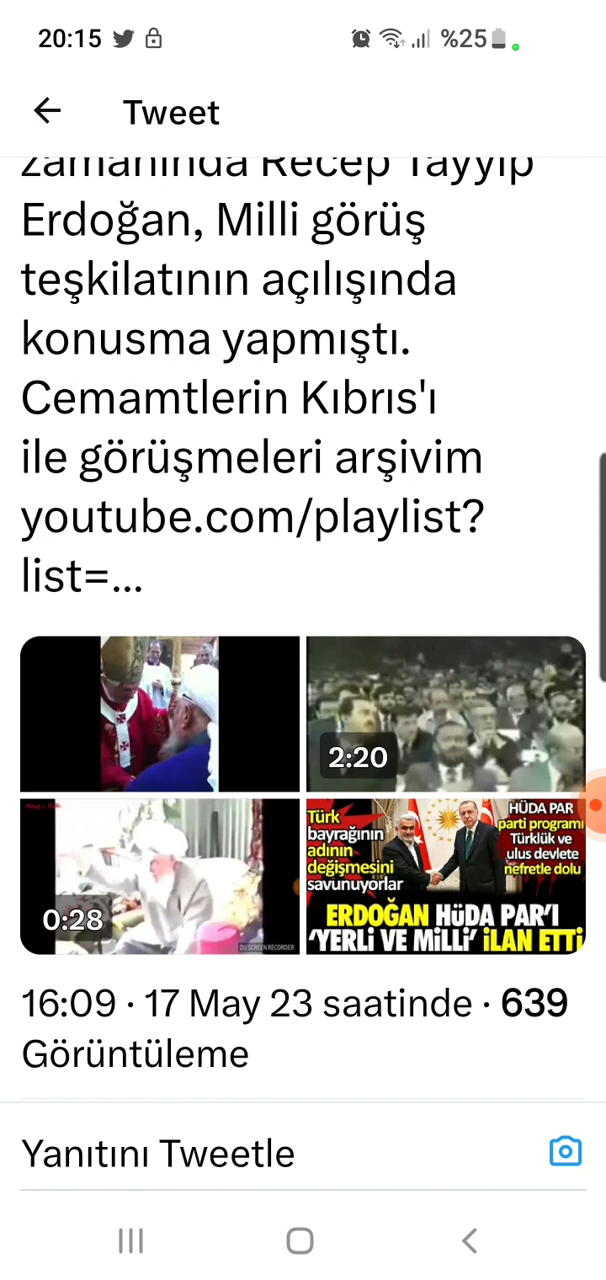 20:15
%25
Tweet
zamanında Recep Tayyip
Erdoğan, Milli görüş
teşkilatının açılışında
konusma yapmıştı.
Cemamtlerin Kıbrıs'ı
ile görüşmeleri arşivim
youtube.com/playlist?
list=...
2:20
0:28
DU SCREEN RECORDER
Türk
bayrağının
adının
değişmesini
savunuyorlar
HÜDA PAR
parti programı
Türklük ve
ulus devlete
nefretle dolu
ERDOĞAN HÜDA PAR'I
'YERLİ VE MİLLİ' İLAN ETTİ
16:09 · 17 May 23 saatinde · 639
Görüntüleme
Yanıtını Tweetle